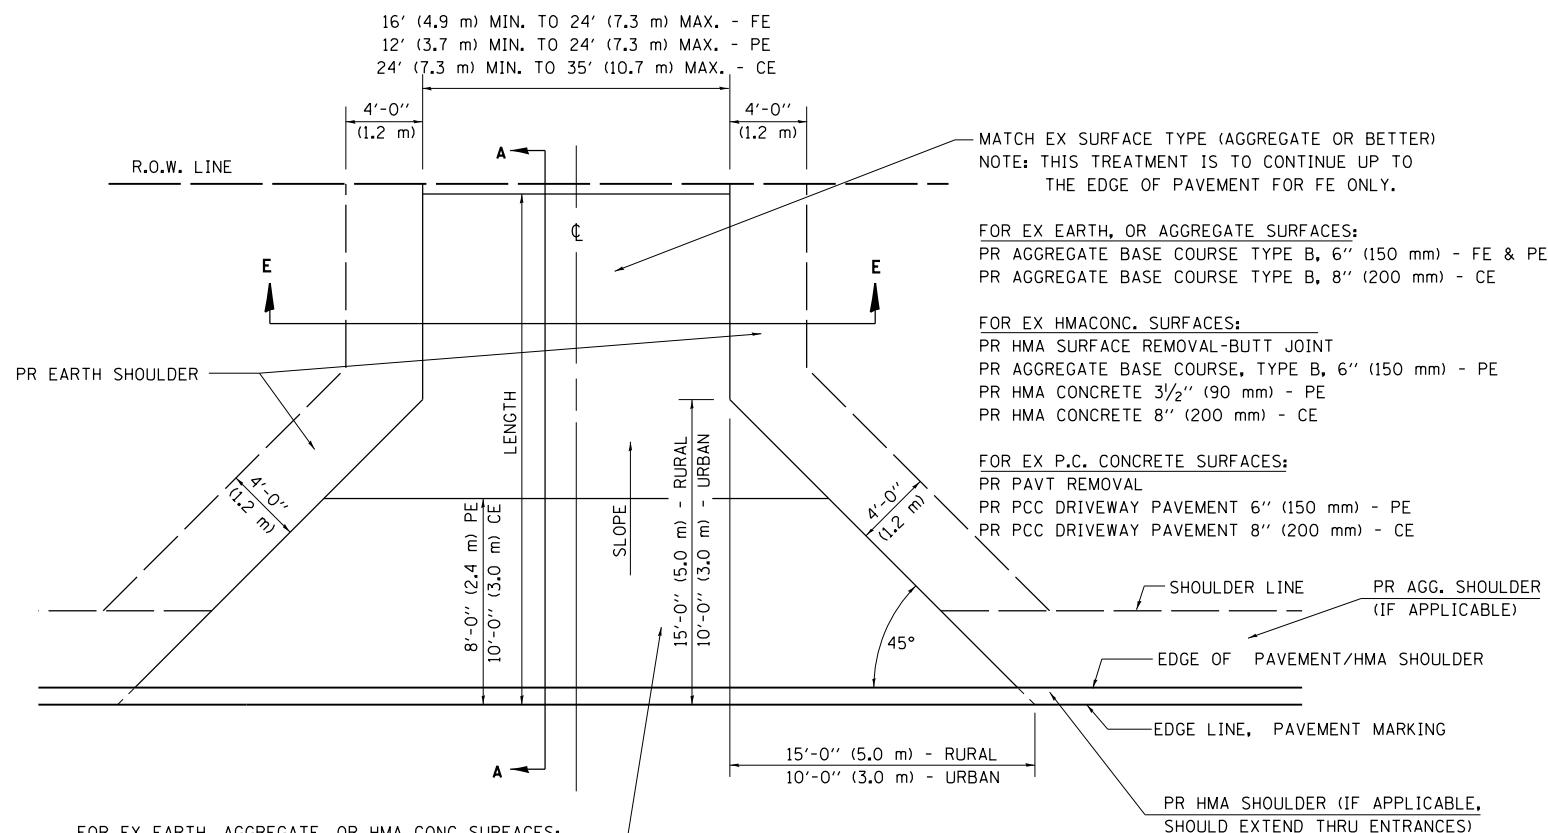 16' (4.9 m) MIN. TO 24' (7.3 m) MAX. - FE
12' (3.7 m) MIN. TO 24' (7.3 m) MAX. - PE
24' (7.3 m) MIN. TO 35' (10.7 m) MAX. - CE
4'-0''
(1.2 m)
4'-0''
(1.2 m)
A
R.O.W. LINE
MATCH EX SURFACE TYPE (AGGREGATE OR BETTER)
NOTE: THIS TREATMENT IS TO CONTINUE UP TO
THE EDGE OF PAVEMENT FOR FE ONLY.
℄
FOR EX EARTH, OR AGGREGATE SURFACES:
PR AGGREGATE BASE COURSE TYPE B, 6'' (150 mm) - FE & PE
PR AGGREGATE BASE COURSE TYPE B, 8'' (200 mm) - CE
E
E
FOR EX HMACONC. SURFACES:
PR HMA SURFACE REMOVAL-BUTT JOINT
PR AGGREGATE BASE COURSE, TYPE B, 6'' (150 mm) - PE
PR HMA CONCRETE 3 1/2'' (90 mm) - PE
PR HMA CONCRETE 8'' (200 mm) - CE
PR EARTH SHOULDER
LENGTH
FOR EX P.C. CONCRETE SURFACES:
PR PAVT REMOVAL
PR PCC DRIVEWAY PAVEMENT 6'' (150 mm) - PE
PR PCC DRIVEWAY PAVEMENT 8'' (200 mm) - CE
4'-0''
(1.2 m)
8'-0'' (2.4 m) PE
10'-0'' (3.0 m) CE
SLOPE
15'-0'' (5.0 m) - RURAL
10'-0'' (3.0 m) - URBAN
4'-0''
(1.2 m)
45°
SHOULDER LINE
PR AGG. SHOULDER
(IF APPLICABLE)
EDGE OF PAVEMENT/HMA SHOULDER
EDGE LINE, PAVEMENT MARKING
15'-0'' (5.0 m) - RURAL
10'-0'' (3.0 m) - URBAN
A
PR HMA SHOULDER (IF APPLICABLE,
SHOULD EXTEND THRU ENTRANCES)
FOR EX EARTH, AGGREGATE, OR HMA CONC SURFACES: